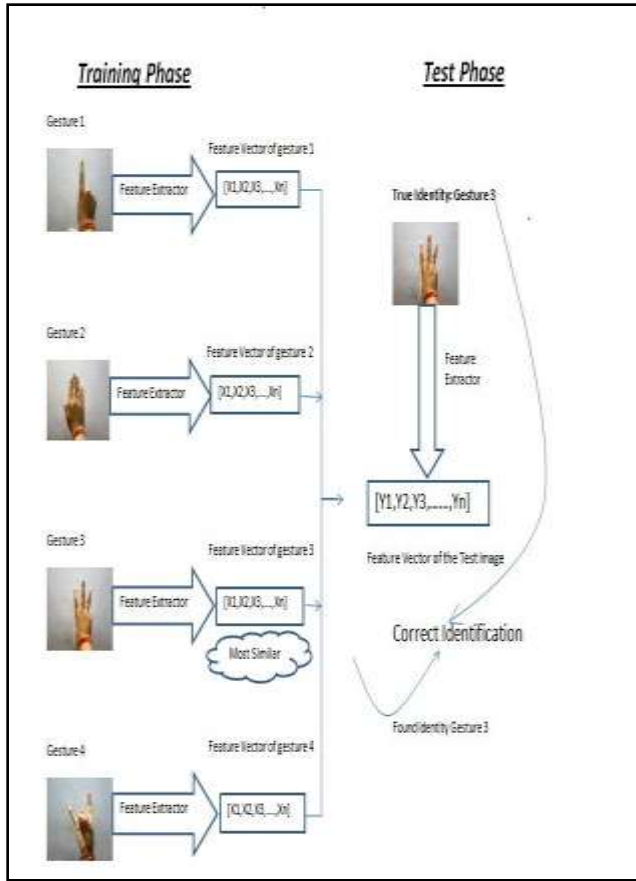 Training Phase
Test Phase
Gesture 1
Feature Vector of gesture 1
Feature Extractor
[X1,X2,X3,....,Xn]
True Identity: Gesture 3
Gesture 2
Feature Vector of gesture 2
Feature Extractor
[X1,X2,X3,....,Xn]
Feature
Extractor
[Y1,Y2,Y3,......,Yn]
Feature Vector of the Test image
Gesture 3
Feature Vector of gesture 3
Feature Extractor
[X1,X2,X3,....,Xn]
Most Similar
Correct Identification
Found Identity Gesture 3
Gesture 4
Feature Vector of gesture 4
Feature Extractor
[X1,X2,X3,....,Xn]